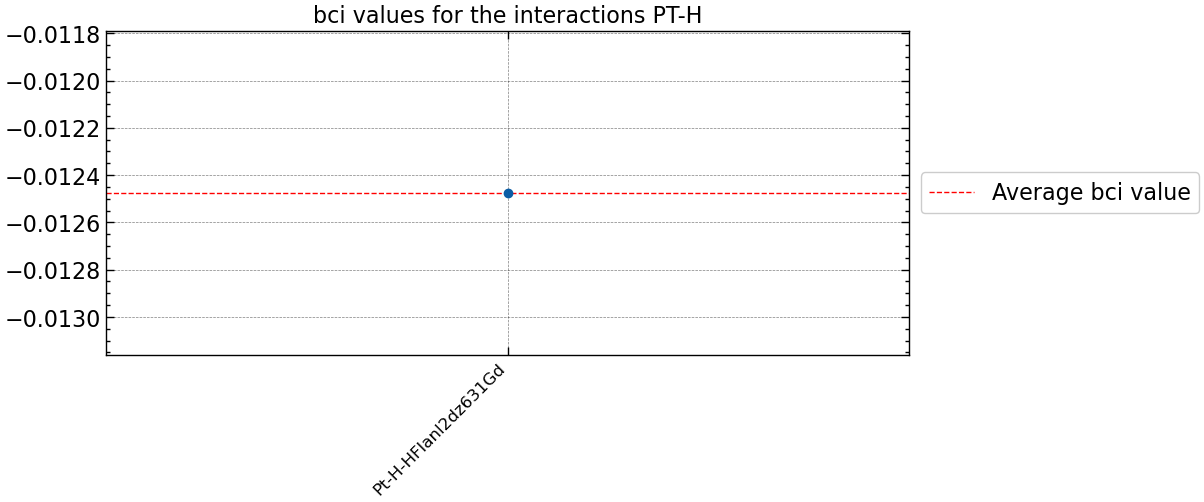 bci values for the interactions PT-H
−0.0118
−0.0120
−0.0122
−0.0124
−0.0126
−0.0128
−0.0130
Average bci value
Pt-H-HFlanl2dz631Gd